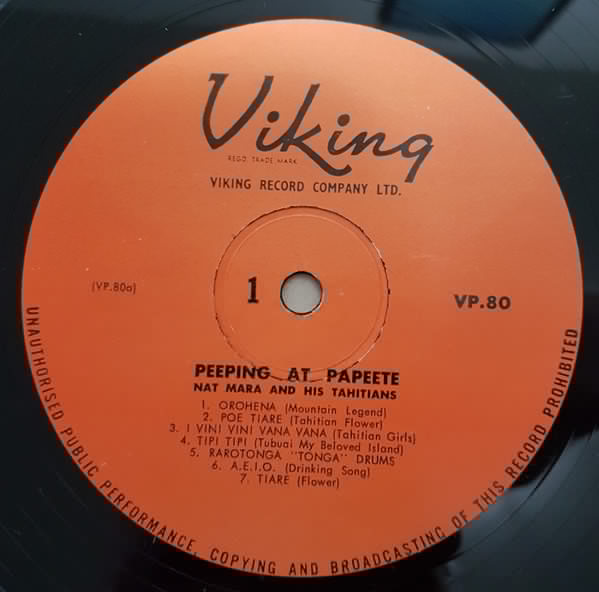 Viking
REGD. TRADE MARK
VIKING RECORD COMPANY LTD.
(VP.80a)
1
VP.80
PEEPING AT PAPEETE
NAT MARA AND HIS TAHITIANS
1. OROHENA (Mountain Legend)
2. POE TIARE (Tahitian Flower)
3. I VINI VINI VANA VANA (Tahitian Girls)
4. TIPI TIPI (Tubuai My Beloved Island)
5. RAROTONGA "TONGA" DRUMS
6. A.E.I.O. (Drinking Song)
7. TIARE (Flower)
UNAUTHORISED PUBLIC PERFORMANCE, COPYING AND BROADCASTING OF THIS RECORD PROHIBITED